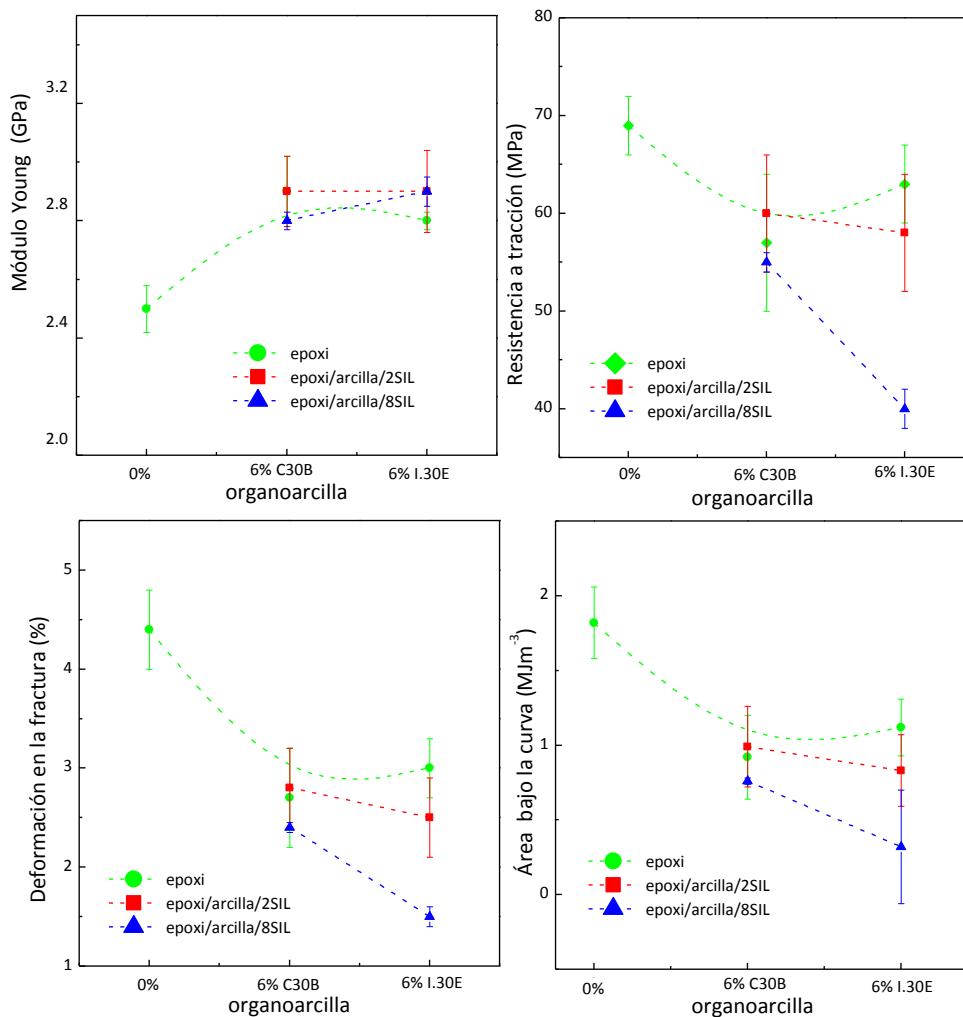 Módulo Young (GPa)
3.2
2.8
2.4
2.0
epoxi
epoxi/arcilla/2SIL
epoxi/arcilla/8SIL
0%
6% C30B
6% I.30E
organoarcilla
Resistencia a tracción (MPa)
80
70
60
50
40
epoxi
epoxi/arcilla/2SIL
epoxi/arcilla/8SIL
0%
6% C30B
6% I.30E
organoarcilla
Deformación en la fractura (%)
5
4
3
2
1
epoxi
epoxi/arcilla/2SIL
epoxi/arcilla/8SIL
0%
6% C30B
6% I.30E
organoarcilla
Área bajo la curva (MJm⁻³)
2
1
0
epoxi
epoxi/arcilla/2SIL
epoxi/arcilla/8SIL
0%
6% C30B
6% I.30E
organoarcilla